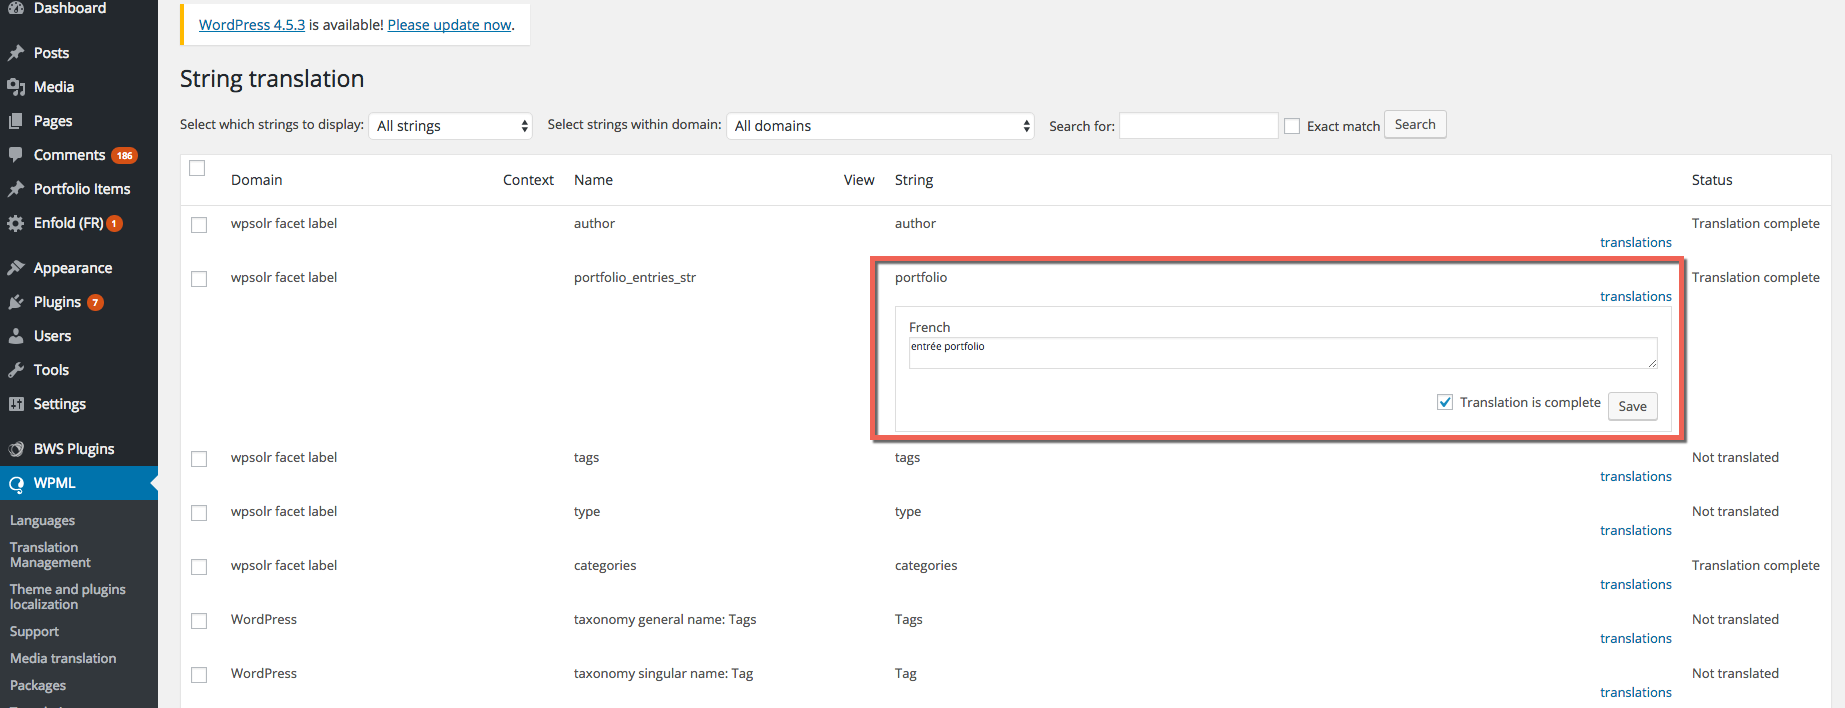 Dashboard
Posts
Media
Pages
Comments 186
Portfolio Items
Enfold (FR) 1
Appearance
Plugins 7
Users
Tools
Settings
BWS Plugins
WPML
Languages
Translation
Management
Theme and plugins
localization
Support
Media translation
Packages
WordPress 4.5.3 is available! Please update now.
String translation
Select which strings to display: All strings Select strings within domain: All domains Search for: Exact match Search
Domain Context Name View String Status
wpsolr facet label author author Translation complete
translations
wpsolr facet label portfolio_entries_str portfolio Translation complete
translations
French
entrée portfolio
Translation is complete Save
wpsolr facet label tags tags Not translated
translations
wpsolr facet label type type Not translated
translations
wpsolr facet label categories categories Translation complete
translations
WordPress taxonomy general name: Tags Tags Not translated
translations
WordPress taxonomy singular name: Tag Tag Not translated
translations